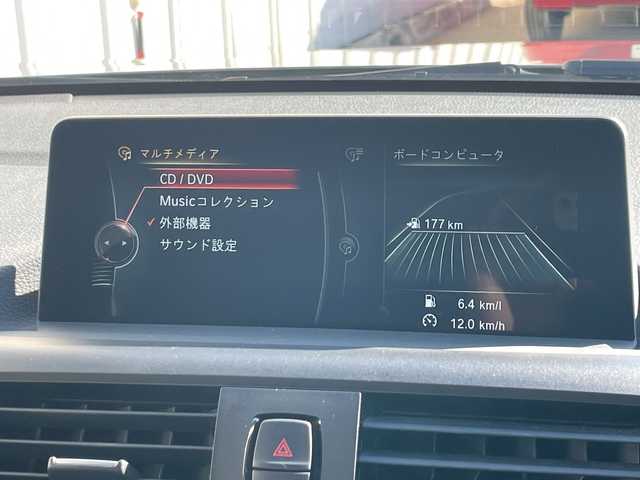 マルチメディア
CD / DVD
Musicコレクション
外部機器
サウンド設定
ボードコンピュータ
177 km
6.4 km/l
12.0 km/h